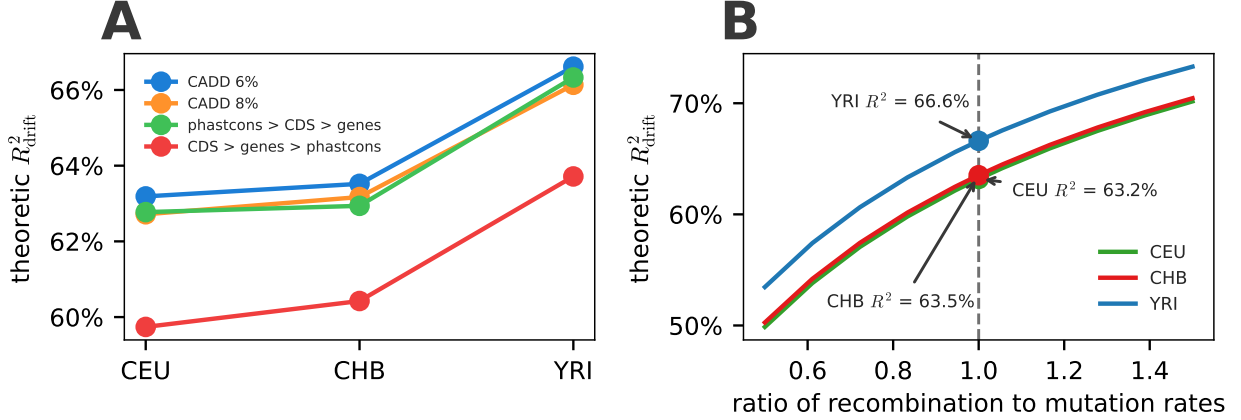 A
theoretic R²drift
66%
64%
62%
60%
CADD 6%
CADD 8%
phastcons > CDS > genes
CDS > genes > phastcons
CEU CHB YRI
B
theoretic R²drift
70%
60%
50%
YRI R² = 66.6%
CEU R² = 63.2%
CHB R² = 63.5%
CEU
CHB
YRI
0.6 0.8 1.0 1.2 1.4
ratio of recombination to mutation rates